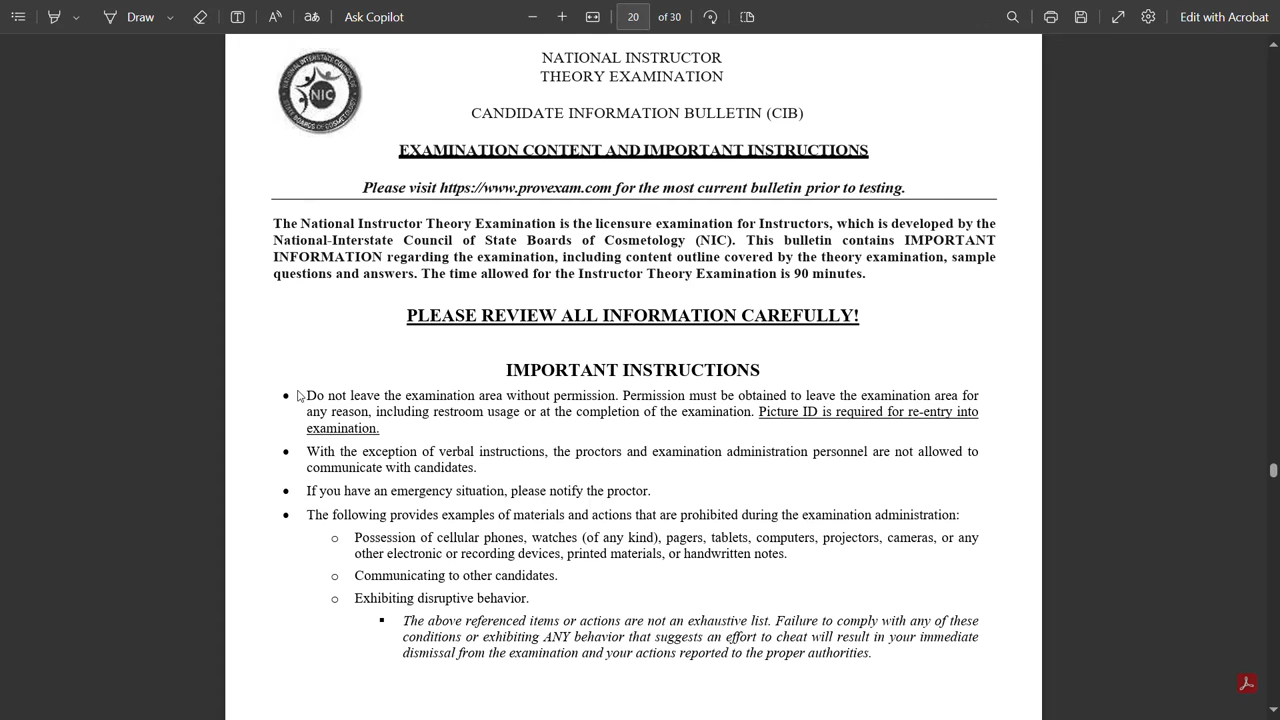 Draw
Ask Copilot
20 of 30
Edit with Acrobat
NATIONAL INTERSTATE COUNCIL OF
NIC
STATE BOARDS OF COSMETOLOGY
NATIONAL INSTRUCTOR
THEORY EXAMINATION
CANDIDATE INFORMATION BULLETIN (CIB)
EXAMINATION CONTENT AND IMPORTANT INSTRUCTIONS
Please visit https://www.provexam.com for the most current bulletin prior to testing.
The National Instructor Theory Examination is the licensure examination for Instructors, which is developed by the
National-Interstate Council of State Boards of Cosmetology (NIC). This bulletin contains IMPORTANT
INFORMATION regarding the examination, including content outline covered by the theory examination, sample
questions and answers. The time allowed for the Instructor Theory Examination is 90 minutes.
PLEASE REVIEW ALL INFORMATION CAREFULLY!
IMPORTANT INSTRUCTIONS
• Do not leave the examination area without permission. Permission must be obtained to leave the examination area for
any reason, including restroom usage or at the completion of the examination. Picture ID is required for re-entry into
examination.
• With the exception of verbal instructions, the proctors and examination administration personnel are not allowed to
communicate with candidates.
• If you have an emergency situation, please notify the proctor.
• The following provides examples of materials and actions that are prohibited during the examination administration:
o Possession of cellular phones, watches (of any kind), pagers, tablets, computers, projectors, cameras, or any
other electronic or recording devices, printed materials, or handwritten notes.
o Communicating to other candidates.
o Exhibiting disruptive behavior.
▪ The above referenced items or actions are not an exhaustive list. Failure to comply with any of these
conditions or exhibiting ANY behavior that suggests an effort to cheat will result in your immediate
dismissal from the examination and your actions reported to the proper authorities.